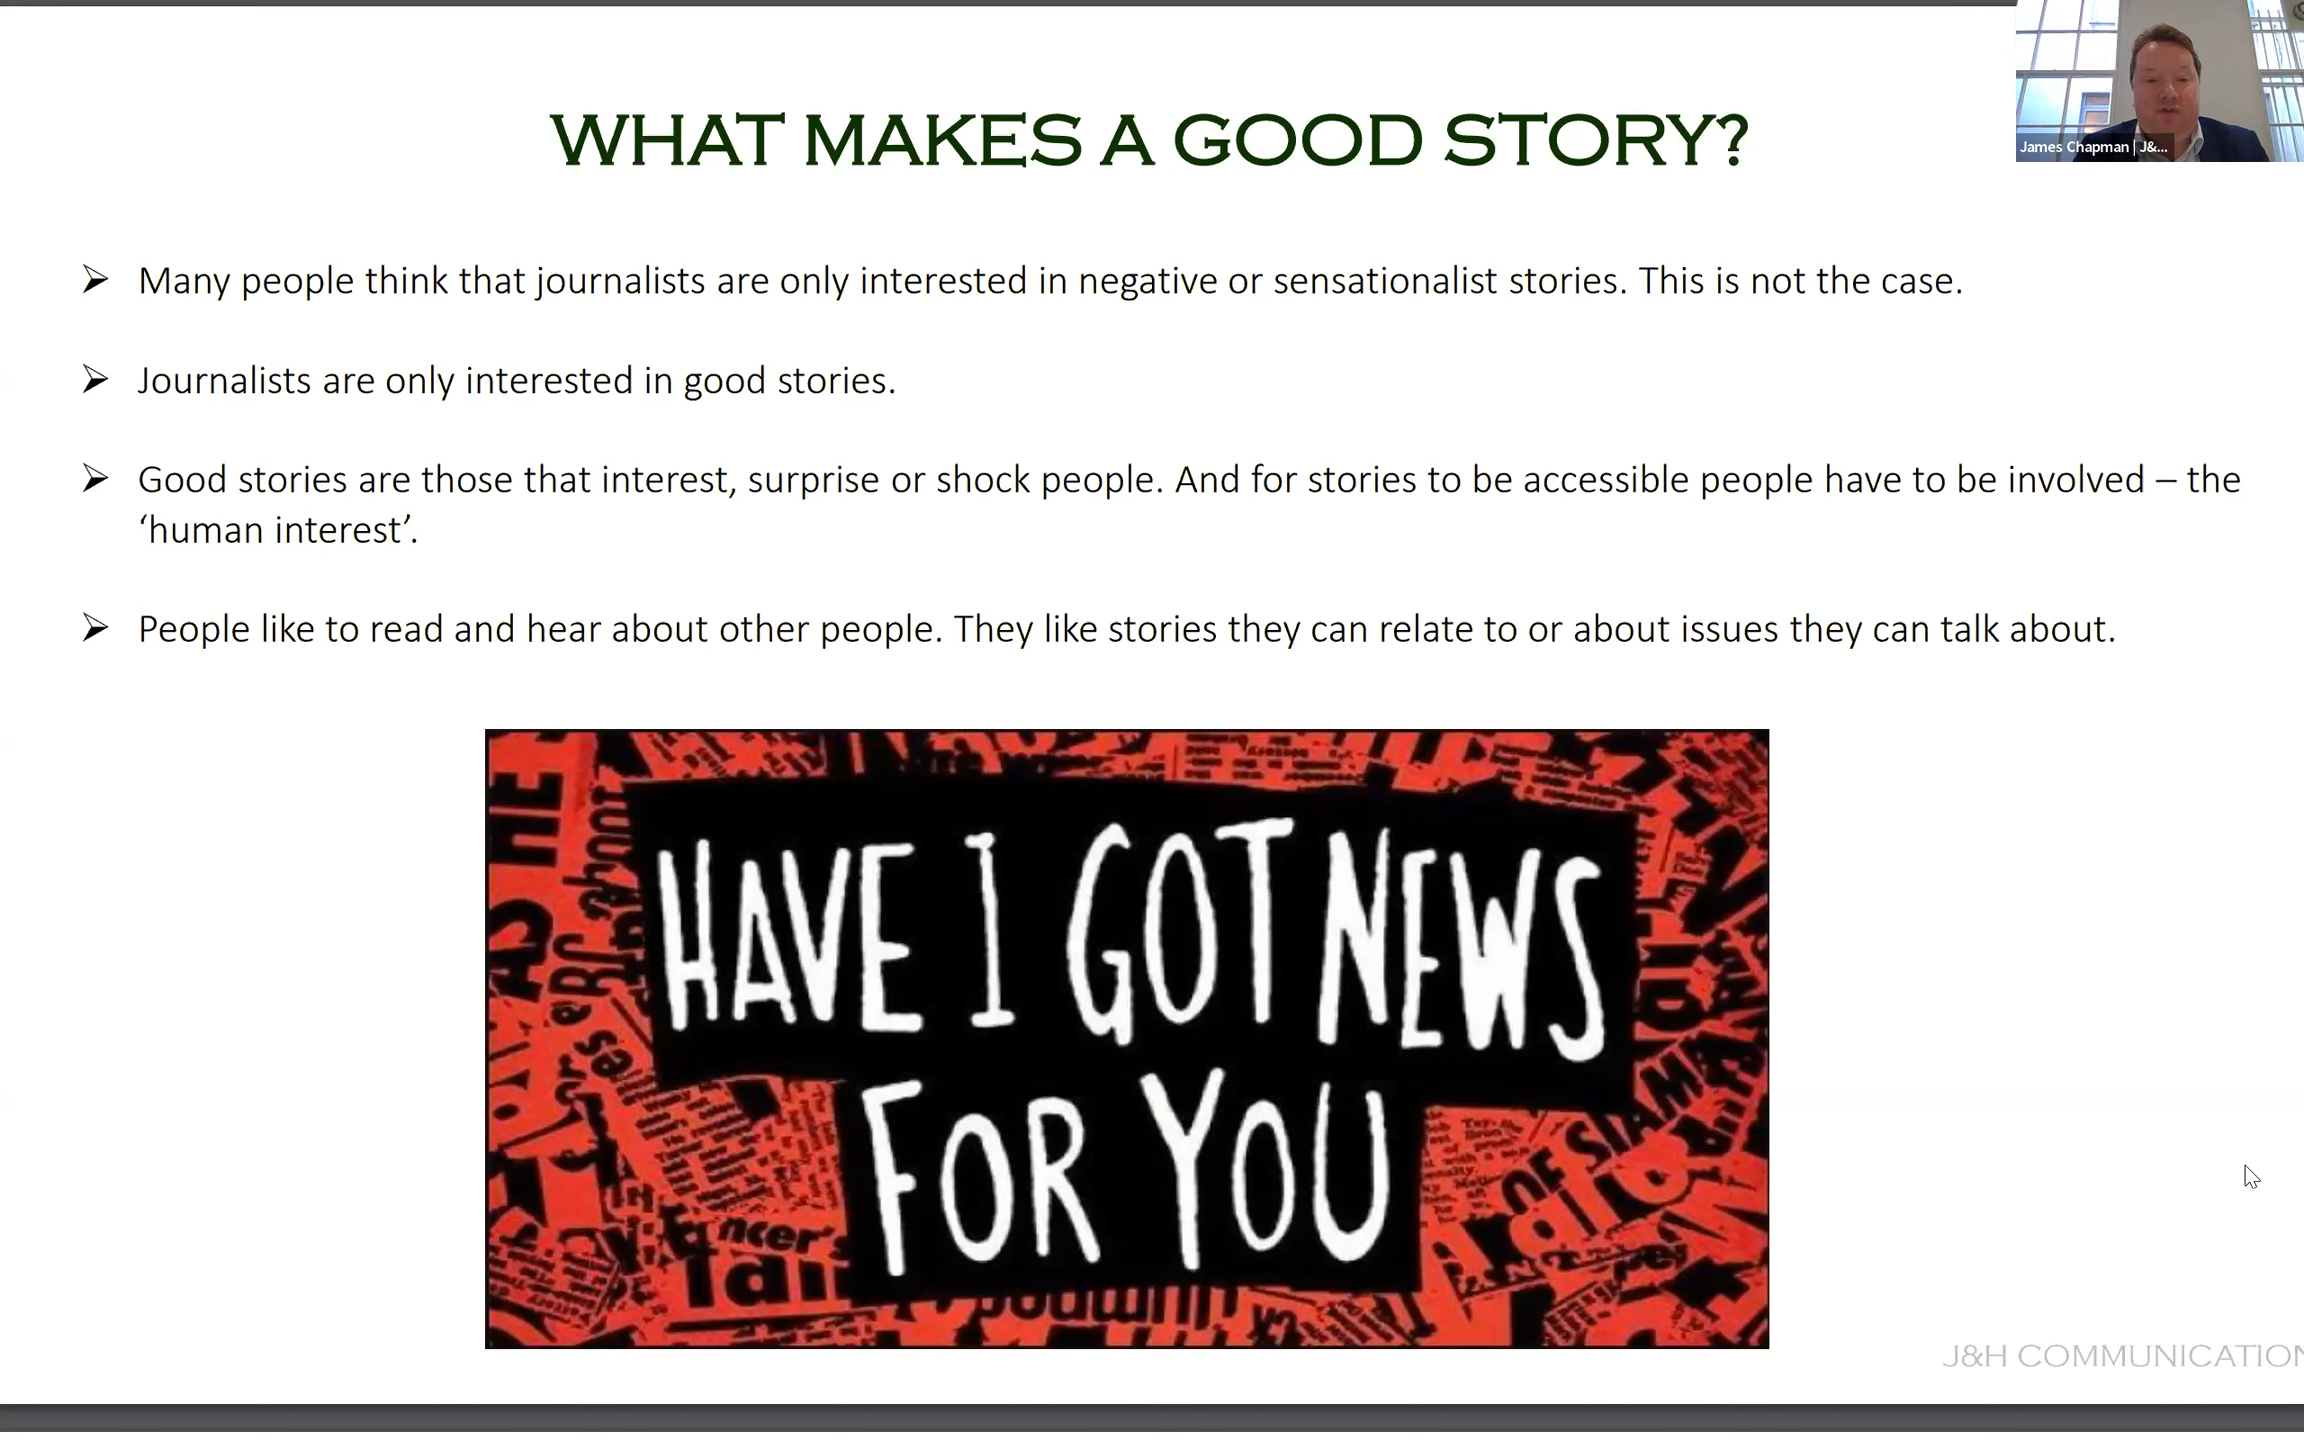 WHAT MAKES A GOOD STORY?
James Chapman | J&...
Many people think that journalists are only interested in negative or sensationalist stories. This is not the case.
Journalists are only interested in good stories.
Good stories are those that interest, surprise or shock people. And for stories to be accessible people have to be involved – the
‘human interest’.
People like to read and hear about other people. They like stories they can relate to or about issues they can talk about.
HAVE I GOT NEWS
FOR YOU
OF SIAM
J&H COMMUNICATION